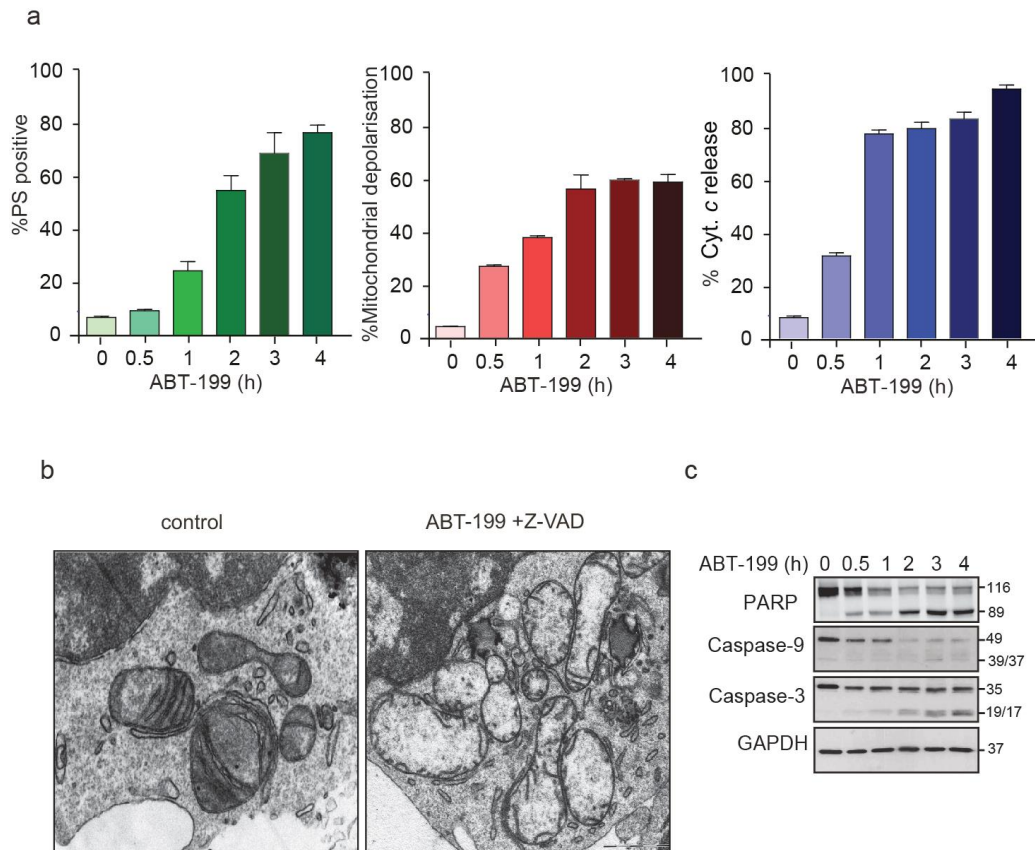 a
100
80
60
40
20
0
%PS positive
0 0.5 1 2 3 4
ABT-199 (h)
100
80
60
40
20
0
%Mitochondrial depolarisation
0 0.5 1 2 3 4
ABT-199 (h)
100
80
60
40
20
0
% Cyt. c release
0 0.5 1 2 3 4
ABT-199 (h)
b
control
ABT-199 +Z-VAD
c
ABT-199 (h) 0 0.5 1 2 3 4
PARP
116
89
Caspase-9
49
39/37
Caspase-3
35
19/17
GAPDH
37